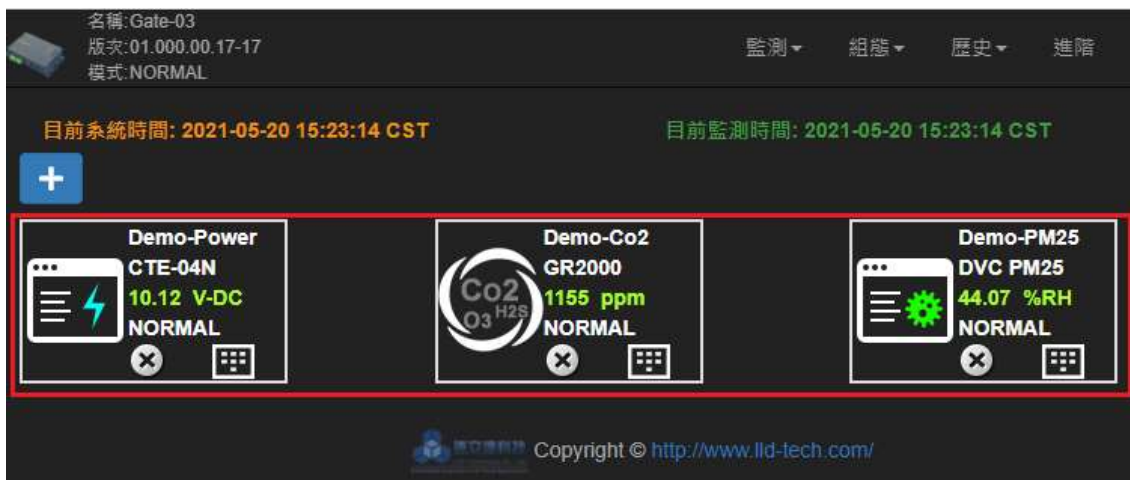 名稱:Gate-03
版次:01.000.00.17-17
模式:NORMAL
監測 組態 歷史 進階
目前系統時間: 2021-05-20 15:23:14 CST
目前監測時間: 2021-05-20 15:23:14 CST
Demo-Power
CTE-04N
10.12 V-DC
NORMAL
Co2
O3 H2S
Demo-Co2
GR2000
1155 ppm
NORMAL
Demo-PM25
DVC PM25
44.07 %RH
NORMAL
Copyright © http://www.lld-tech.com/